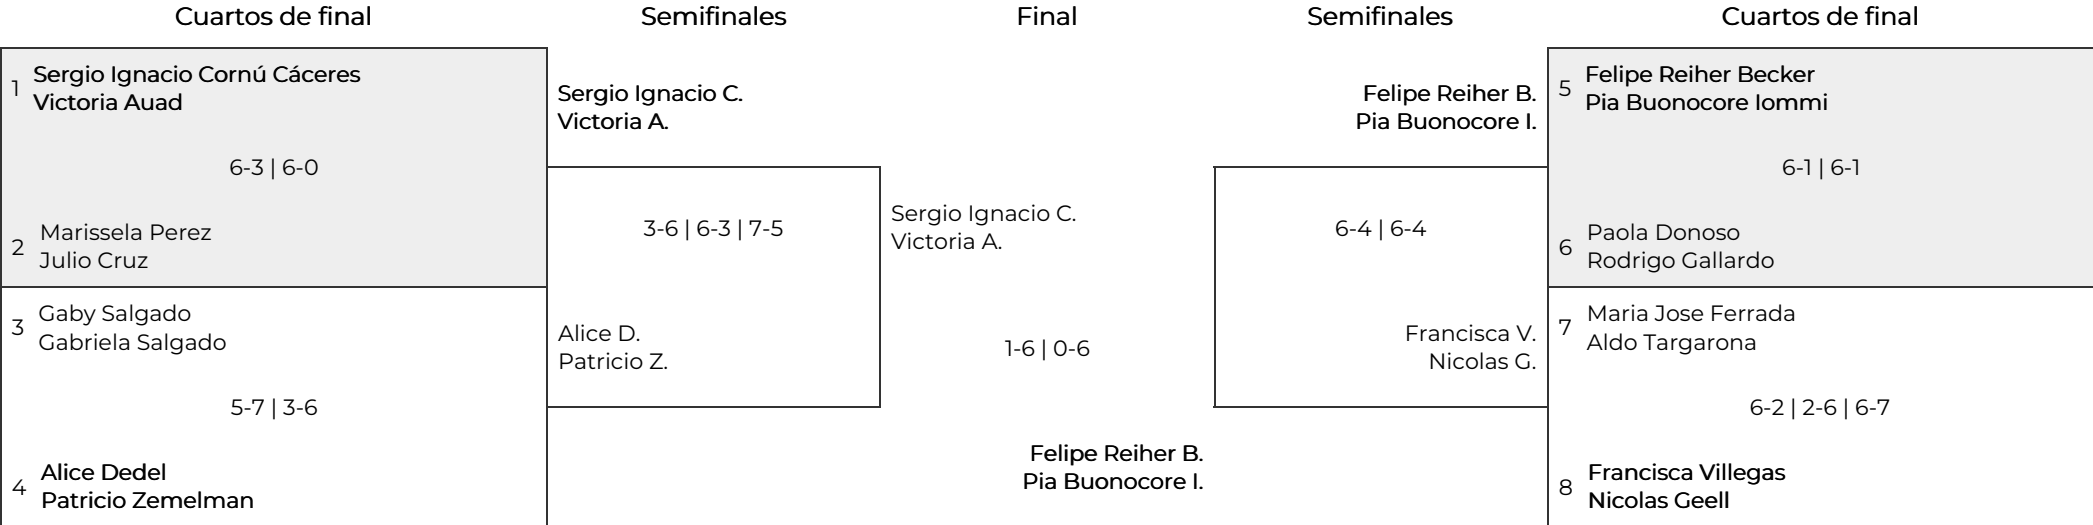 Cuartos de final
Semifinales
Final
Semifinales
Cuartos de final
1
Sergio Ignacio Cornú Cáceres
Victoria Auad
6-3 | 6-0
2
Marissela Perez
Julio Cruz
3
Gaby Salgado
Gabriela Salgado
5-7 | 3-6
4
Alice Dedel
Patricio Zemelman
Sergio Ignacio C.
Victoria A.
3-6 | 6-3 | 7-5
Alice D.
Patricio Z.
Sergio Ignacio C.
Victoria A.
1-6 | 0-6
Felipe Reiher B.
Pia Buonocore I.
Felipe Reiher B.
Pia Buonocore I.
6-4 | 6-4
Francisca V.
Nicolas G.
5
Felipe Reiher Becker
Pia Buonocore Iommi
6-1 | 6-1
6
Paola Donoso
Rodrigo Gallardo
7
Maria Jose Ferrada
Aldo Targarona
6-2 | 2-6 | 6-7
8
Francisca Villegas
Nicolas Geell